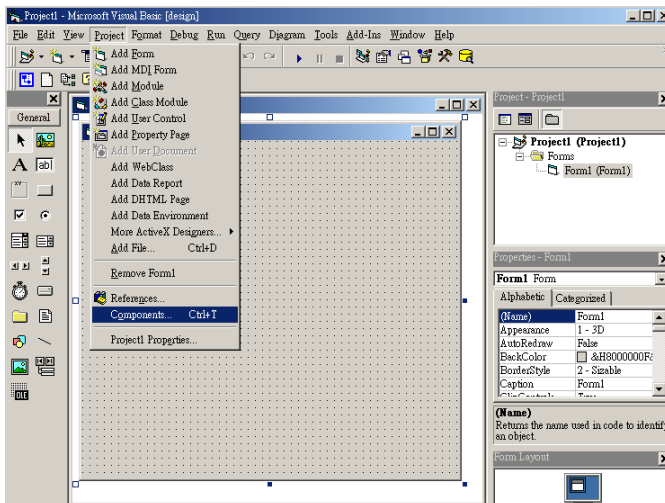 Project1 - Microsoft Visual Basic [design]
File Edit View Project Format Debug Run Query Diagram Tools Add-Ins Window Help
Add Form
Add MDI Form
Add Module
Add Class Module
Add User Control
Add Property Page
Add User Document
Add WebClass
Add Data Report
Add DHTML Page
Add Data Environment
More ActiveX Designers...
Add File... Ctrl+D
Remove Form1
References...
Components... Ctrl+T
Project1 Properties...
General
A
ab
XY
OLE
Project - Project1
Project1 (Project1)
Forms
Form1 (Form1)
Properties - Form1
Form1 Form
Alphabetic Categorized
(Name) Form1
Appearance 1 - 3D
AutoRedraw False
BackColor &H8000000F&
BorderStyle 2 - Sizable
Caption Form1
(Name)
Returns the name used in code to identify
an object.
Form Layout